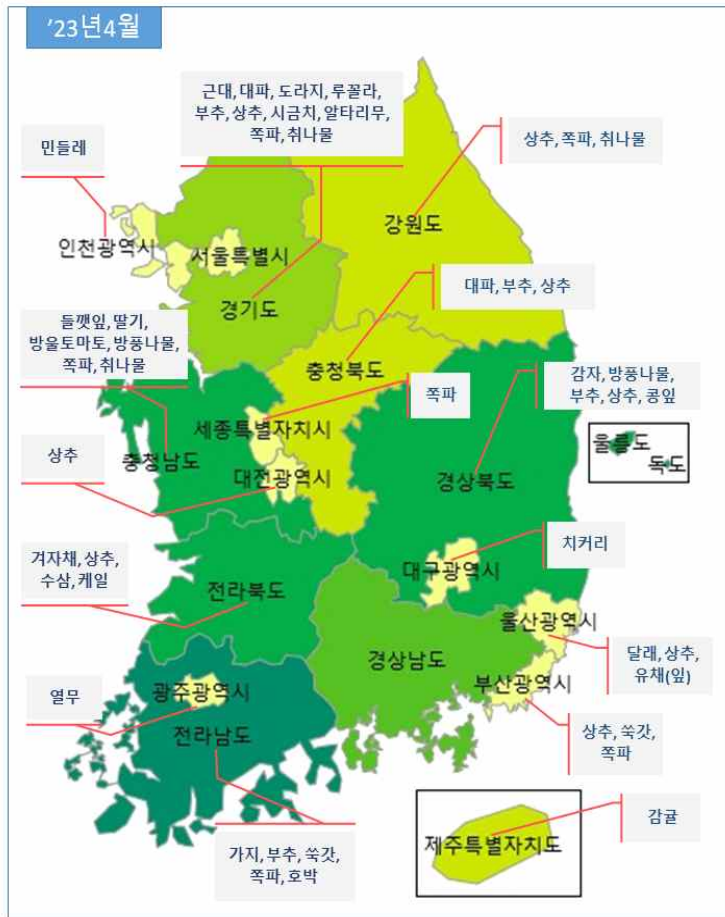 '23년4월
근대,대파,도라지,루꼴라,
부추,상추,시금치,알타리무,
쪽파,취나물
민들레
상추,쪽파,취나물
강원도
인천광역시
서울특별시
경기도
대파,부추,상추
들깻잎,딸기,
방울토마토,방풍나물,
쪽파,취나물
충청북도
쪽파
감자,방풍나물,
부추,상추,콩잎
세종특별자치시
울릉도
독도
상추
충청남도
대전광역시
경상북도
겨자채,상추,
수삼,케일
치커리
대구광역시
전라북도
울산광역시
달래,상추,
유채(잎)
경상남도
부산광역시
열무
광주광역시
전라남도
상추,쑥갓,
쪽파
가지,부추,쑥갓,
쪽파,호박
감귤
제주특별자치도